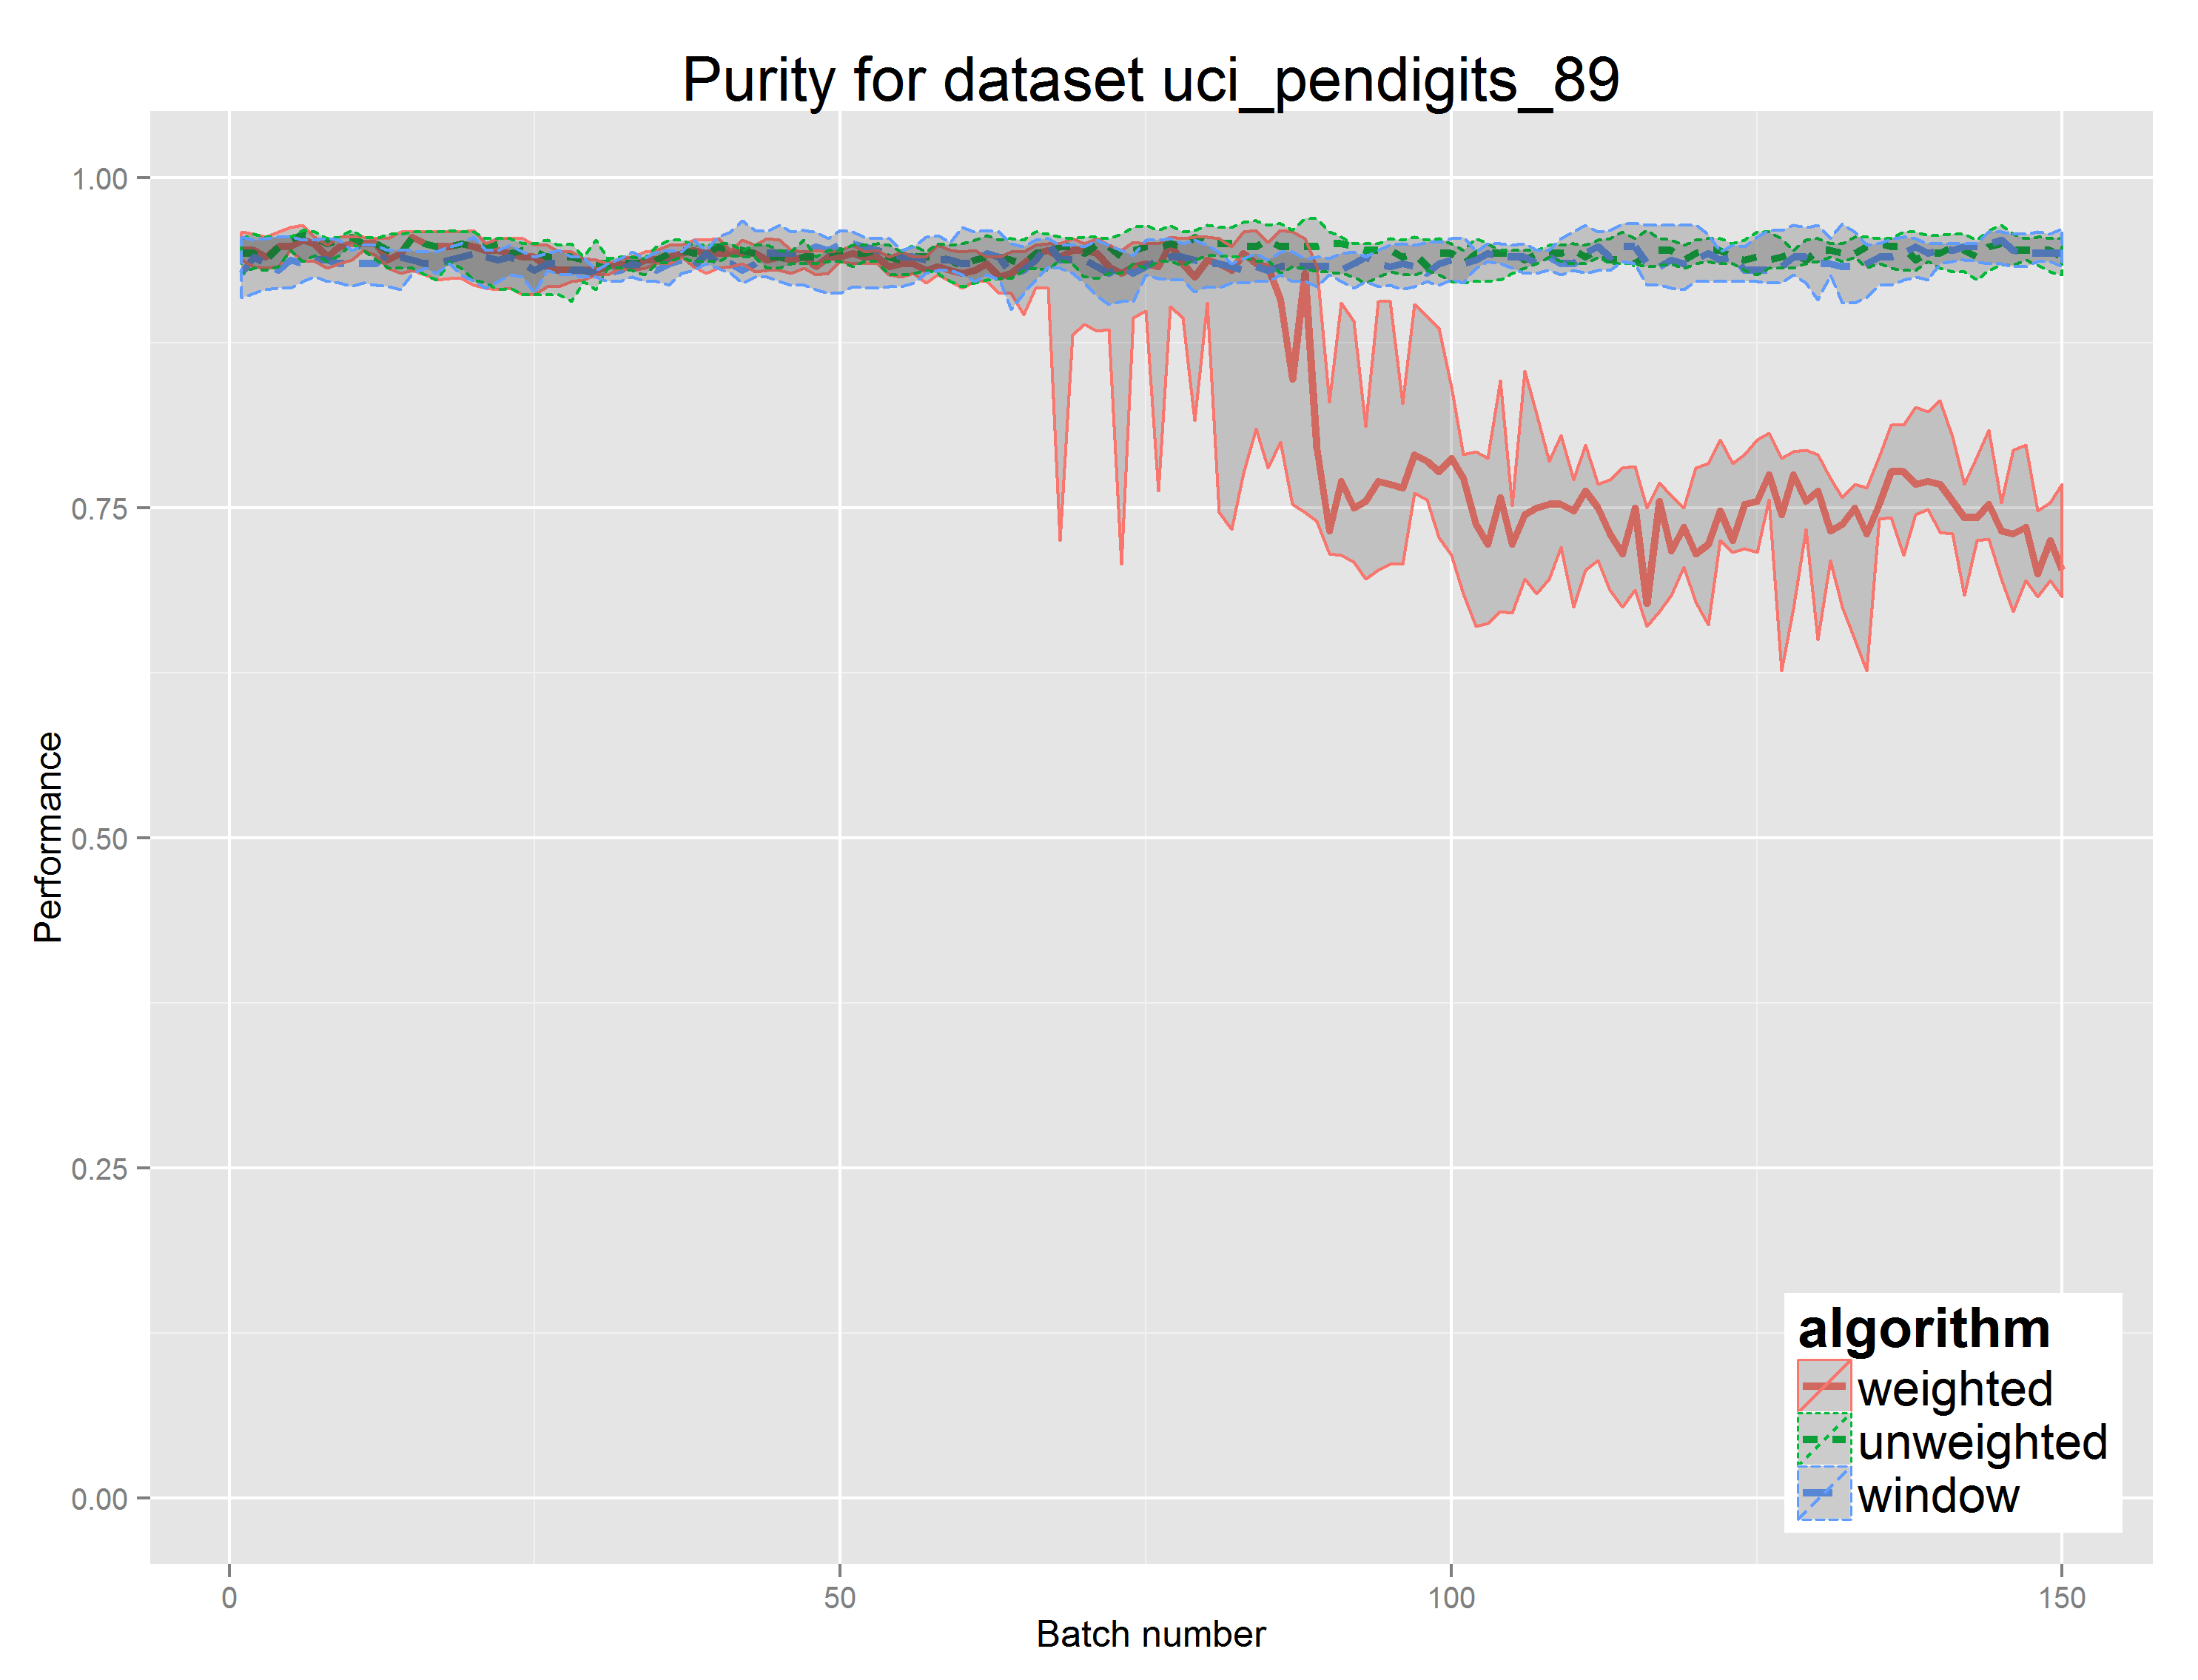 Purity for dataset uci_pendigits_89
1.00
0.75
0.50
0.25
0.00
Performance
0
50
100
150
Batch number
algorithm
weighted
unweighted
window